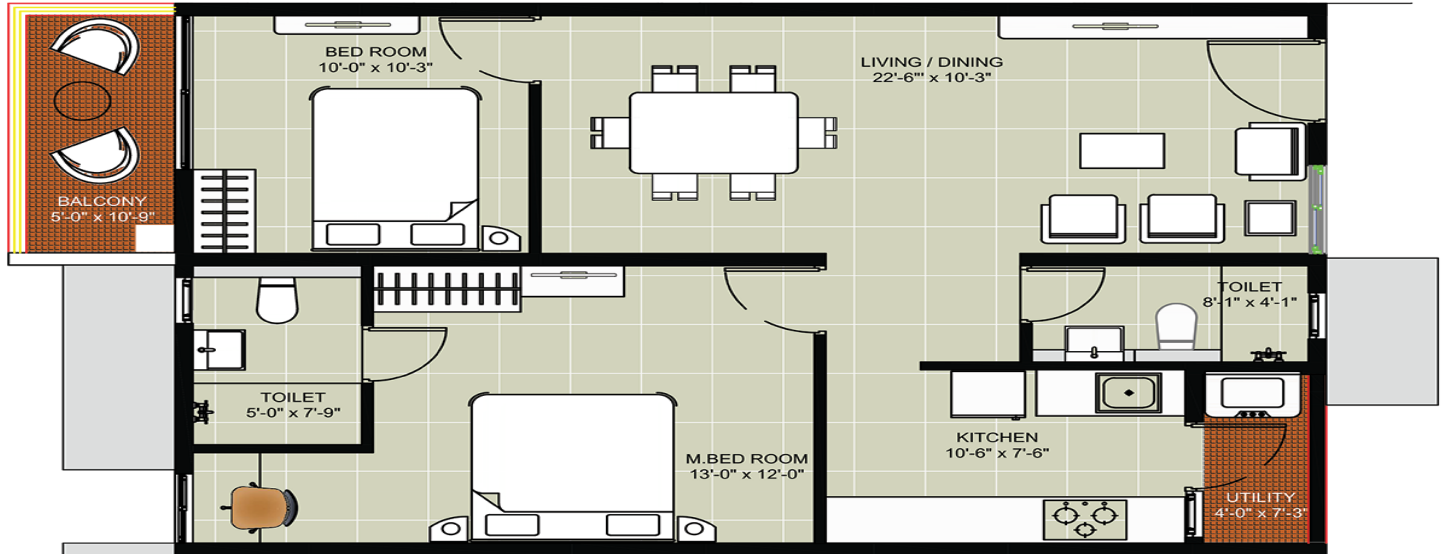 BED ROOM
10'-0" x 10'-3"
LIVING / DINING
22'-6"' x 10'-3"
BALCONY
5'-0" x 10'-9"
TOILET
8'-1" x 4'-1"
TOILET
5'-0" x 7'-9"
M.BED ROOM
13'-0" x 12'-0"
KITCHEN
10'-6" x 7'-6"
UTILITY
4'-0" x 7'-3"